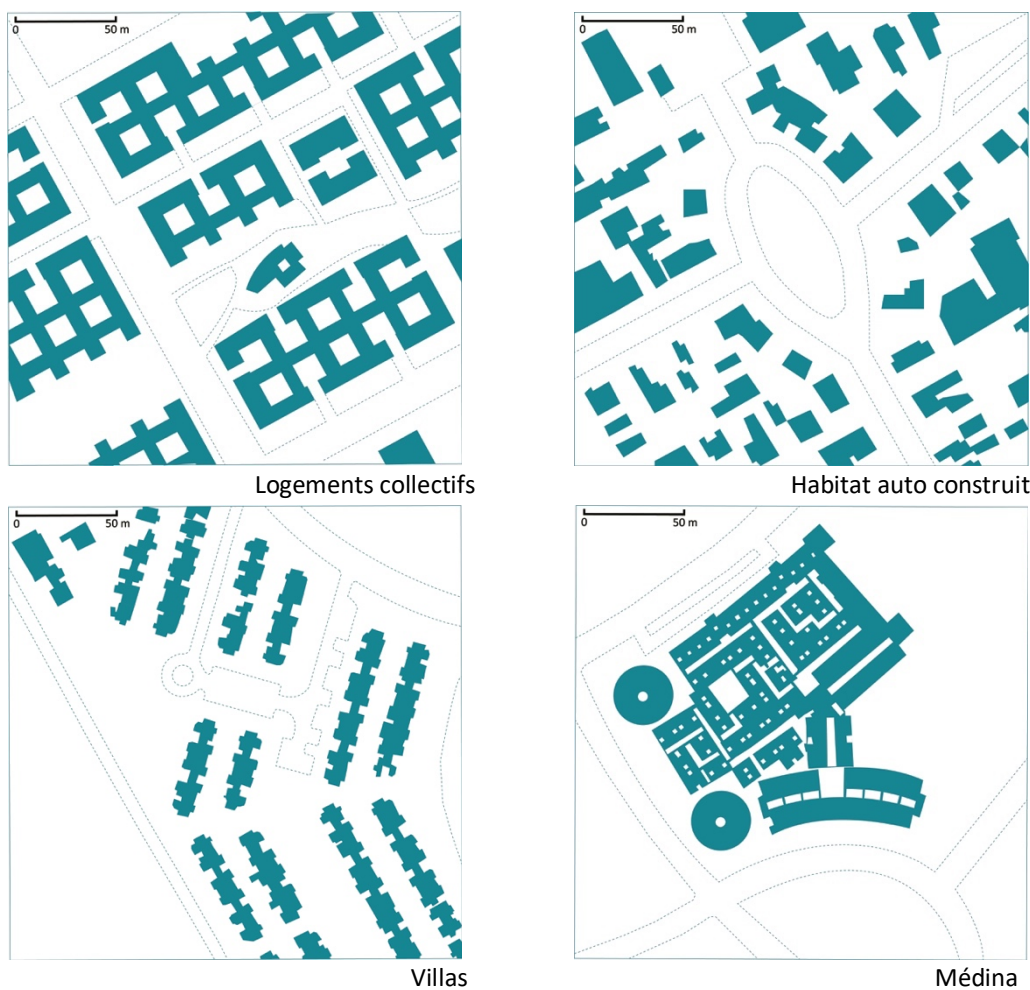 0 50 m
0 50 m
Logements collectifs
Habitat auto construit
0 50 m
0 50 m
Villas
Médina